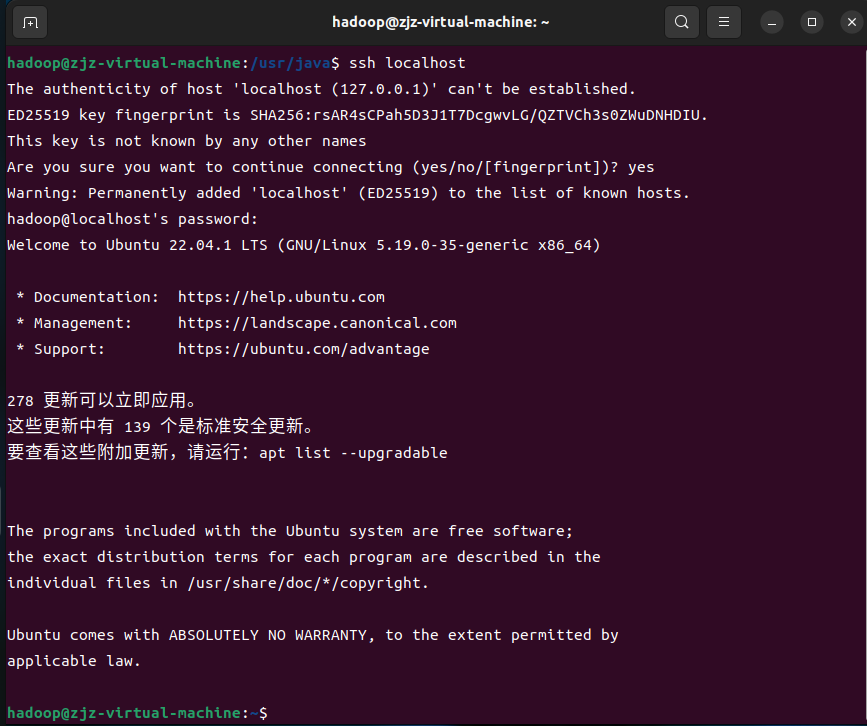 hadoop@zjz-virtual-machine: ~
hadoop@zjz-virtual-machine:/usr/java$ ssh localhost
The authenticity of host 'localhost (127.0.0.1)' can't be established.
ED25519 key fingerprint is SHA256:rsAR4sCPah5D3J1T7DcgwvLG/QZTVCh3s0ZWuDNHDIU.
This key is not known by any other names
Are you sure you want to continue connecting (yes/no/[fingerprint])? yes
Warning: Permanently added 'localhost' (ED25519) to the list of known hosts.
hadoop@localhost's password:
Welcome to Ubuntu 22.04.1 LTS (GNU/Linux 5.19.0-35-generic x86_64)
* Documentation:  https://help.ubuntu.com
* Management:     https://landscape.canonical.com
* Support:        https://ubuntu.com/advantage
278 更新可以立即应用。
这些更新中有 139 个是标准安全更新。
要查看这些附加更新，请运行：apt list --upgradable
The programs included with the Ubuntu system are free software;
the exact distribution terms for each program are described in the
individual files in /usr/share/doc/*/copyright.
Ubuntu comes with ABSOLUTELY NO WARRANTY, to the extent permitted by
applicable law.
hadoop@zjz-virtual-machine:~$